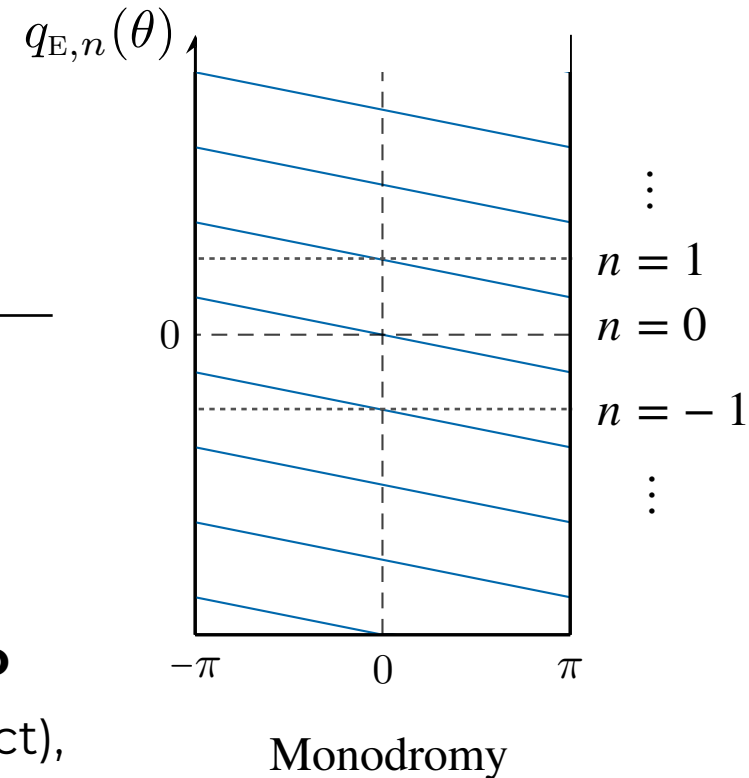 q_{E,n}(θ)
⋮
n = 1
n = 0
0
n = − 1
⋮
−π 0 π
ct),
Monodromy